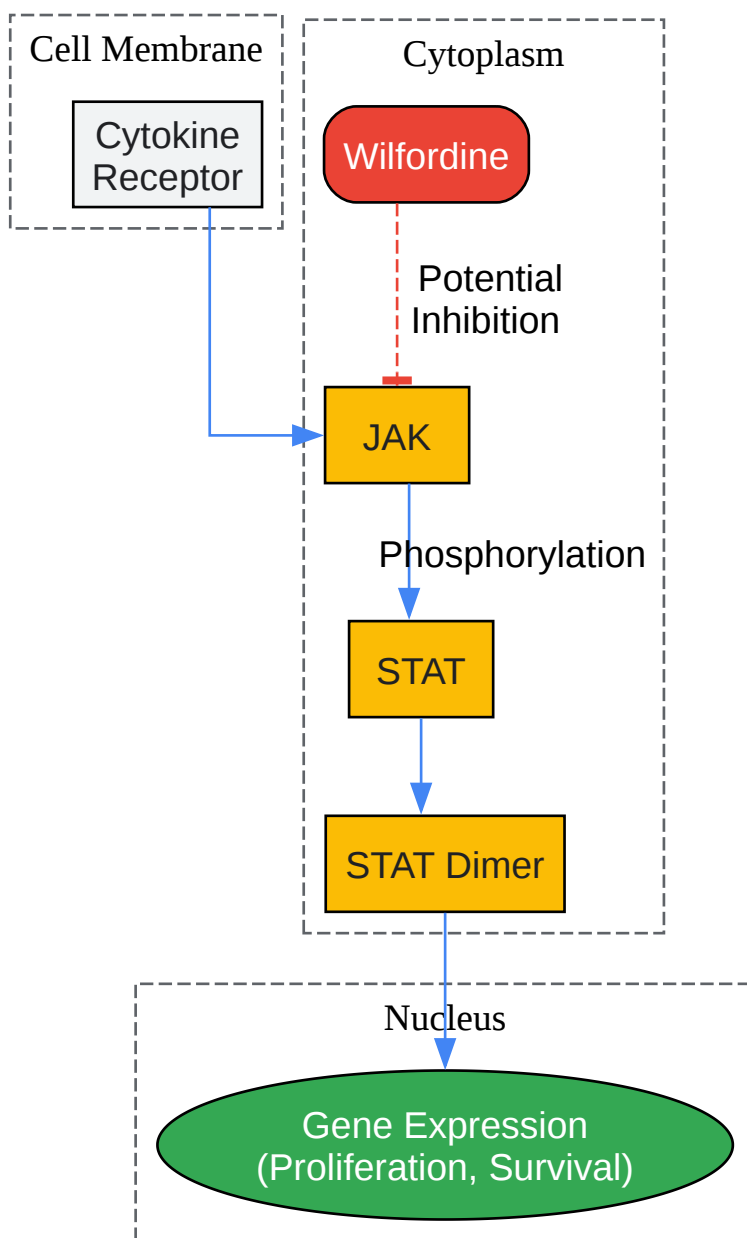 Cell Membrane
Cytokine
Receptor
Cytoplasm
Wilfordine
Potential
Inhibition
JAK
Phosphorylation
STAT
STAT Dimer
Nucleus
Gene Expression
(Proliferation, Survival)